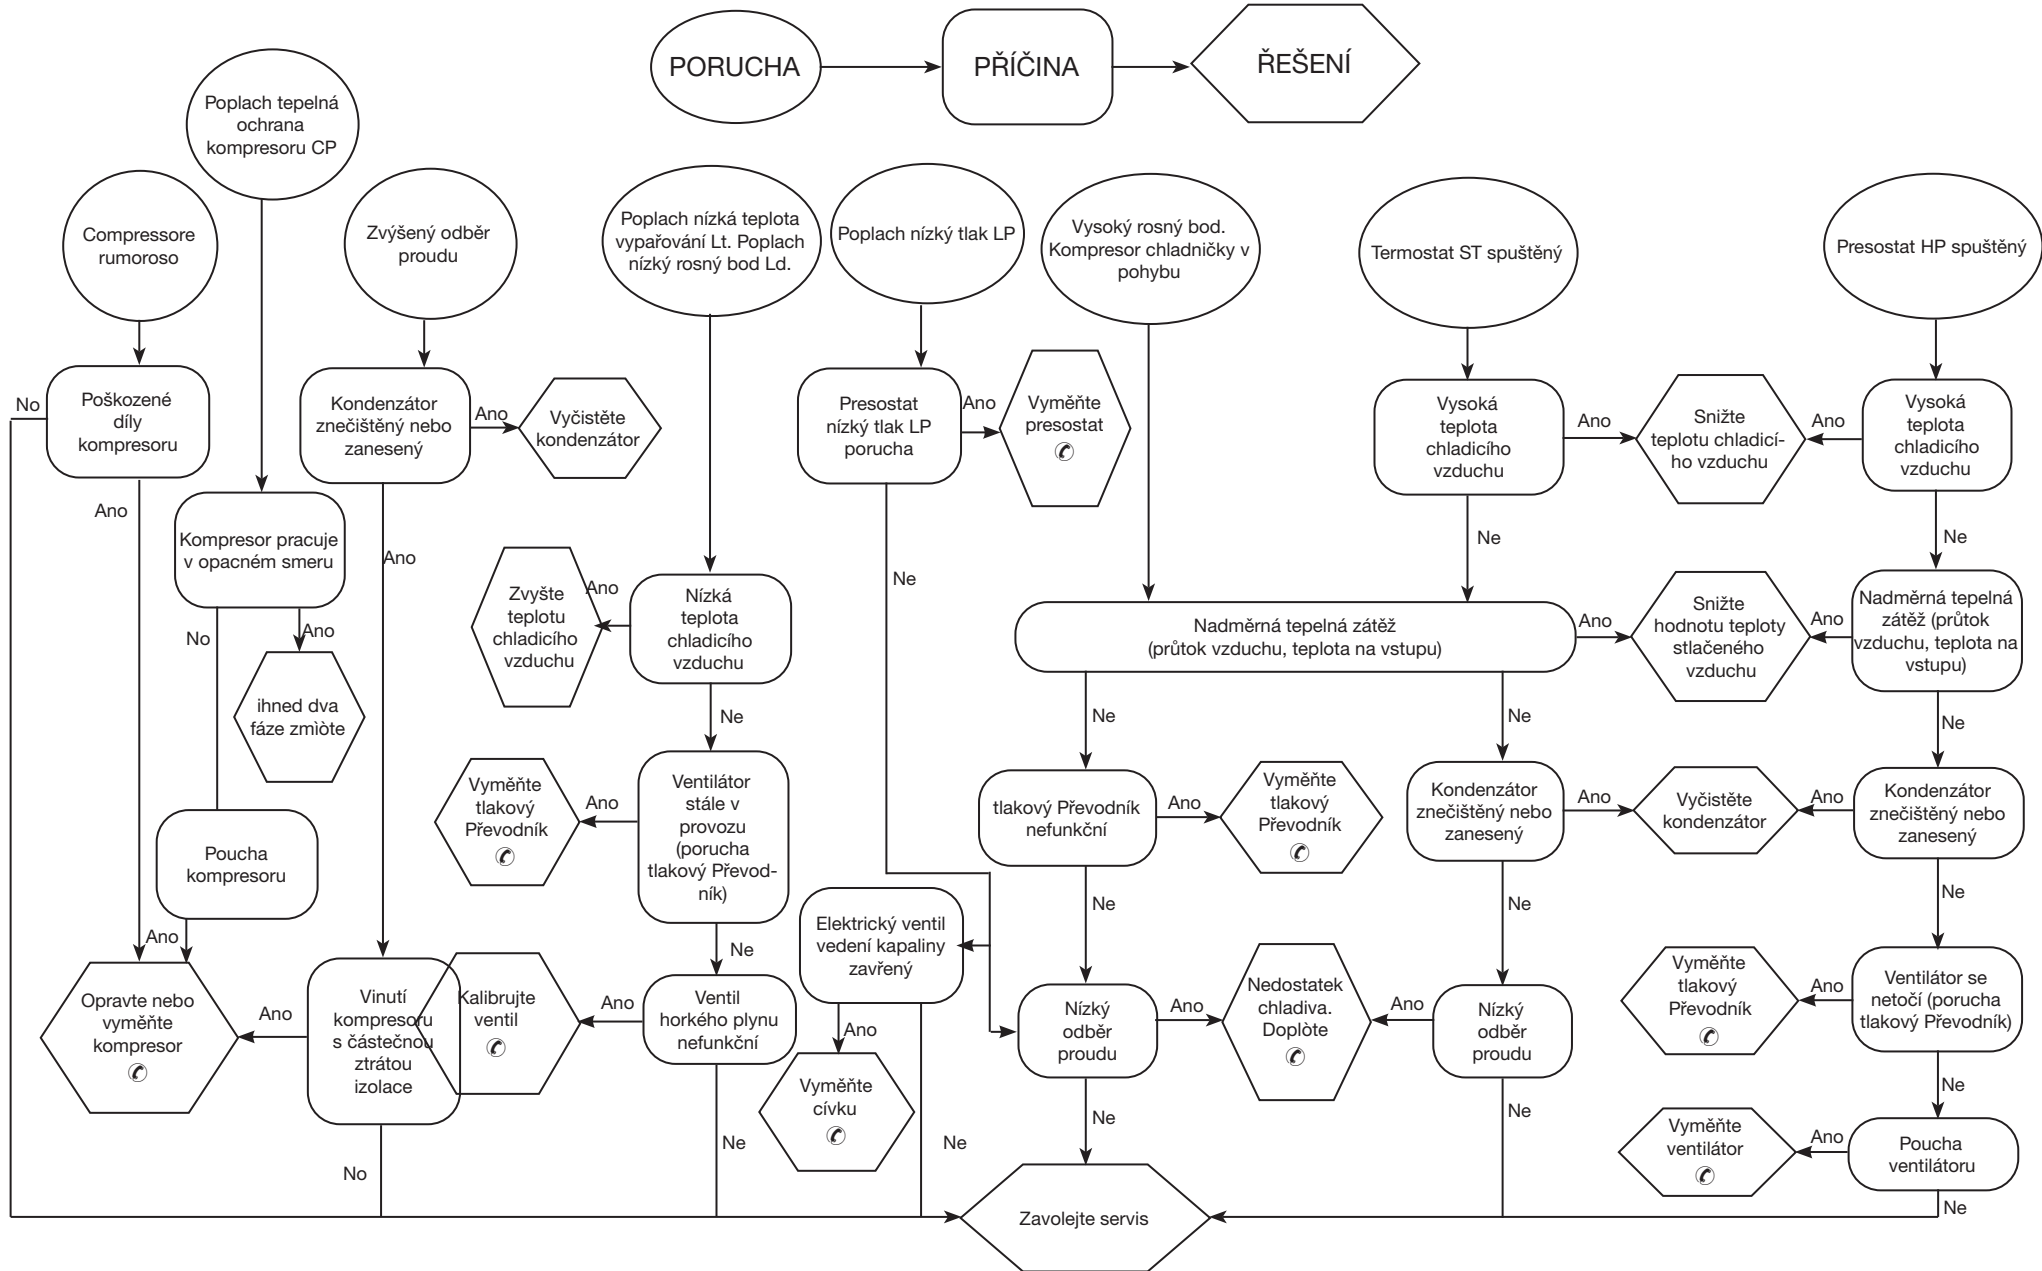 PORUCHA
PŘÍČINA
ŘEŠENÍ
Poplach tepelná
ochrana
kompresoru CP
Compressore
rumoroso
Zvýšený odběr
proudu
Poplach nízká teplota
vypařování Lt. Poplach
nízký rosný bod Ld.
Poplach nízký tlak LP
Vysoký rosný bod.
Kompresor chladničky v
pohybu
Termostat ST spuštěný
Presostat HP spuštěný
No
Poškozené
díly
kompresoru
Ano
Kondenzátor
znečištěný nebo
zanesený
Ano
Vyčistěte
kondenzátor
Ano
Presostat
nízký tlak LP
porucha
Ano
Vyměňte
presostat
✆
Ne
Vysoká
teplota
chladicího
vzduchu
Ano
Snižte
teplotu chladicí-
ho vzduchu
Ano
Vysoká
teplota
chladicího
vzduchu
Ne
Ne
Kompresor pracuje
v opacném smeru
No
Ano
ihned dva
fáze zmìòte
Zvyšte
teplotu
chladicího
vzduchu
Ano
Nízká
teplota
chladicího
vzduchu
Ne
Nadměrná tepelná zátěž
(průtok vzduchu, teplota na vstupu)
Ano
Snižte
hodnotu teploty
stlačeného
vzduchu
Ano
Nadměrná tepelná
zátěž (průtok
vzduchu, teplota na
vstupu)
Ne
Ne
Ne
Poucha
kompresoru
Ano
Vyměňte
tlakový
Převodník
✆
Ano
Ventilátor
stále v
provozu
(porucha
tlakový Převod-
ník)
Ne
tlakový Převodník
nefunkční
Ano
Vyměňte
tlakový
Převodník
✆
Ne
Kondenzátor
znečištěný nebo
zanesený
Ano
Vyčistěte
kondenzátor
Ano
Kondenzátor
znečištěný nebo
zanesený
Ne
Ne
Opravte nebo
vyměňte
kompresor
✆
Ano
Vinutí
kompresoru
s částečnou
ztrátou
izolace
No
Kalibrujte
ventil
✆
Ano
Ventil
horkého plynu
nefunkční
Ne
Elektrický ventil
vedení kapaliny
zavřený
Ano
Vyměňte
cívku
✆
Ne
Nízký
odběr
proudu
Ano
Nedostatek
chladiva.
Doplòte
✆
Ano
Nízký
odběr
proudu
Ne
Ne
Vyměňte
tlakový
Převodník
✆
Ano
Ventilátor se
netočí (porucha
tlakový Převodník)
Ne
Vyměňte
ventilátor
✆
Ano
Poucha
ventilátoru
Ne
Zavolejte servis